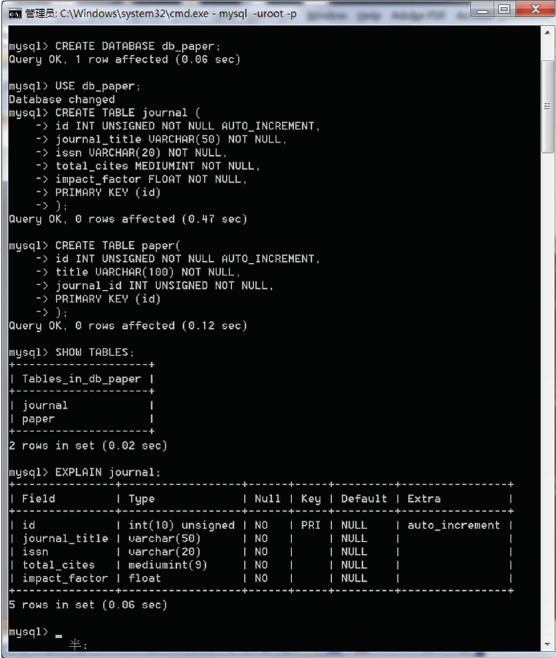 管理员: C:\Windows\system32\cmd.exe - mysql -uroot -p
mysql> CREATE DATABASE db_paper;
Query OK, 1 row affected (0.06 sec)
mysql> USE db_paper;
Database changed
mysql> CREATE TABLE journal (
-> id INT UNSIGNED NOT NULL AUTO_INCREMENT,
-> journal_title VARCHAR(50) NOT NULL,
-> issn VARCHAR(20) NOT NULL,
-> total_cites MEDIUMINT NOT NULL,
-> impact_factor FLOAT NOT NULL,
-> PRIMARY KEY (id)
-> );
Query OK, 0 rows affected (0.47 sec)
mysql> CREATE TABLE paper(
-> id INT UNSIGNED NOT NULL AUTO_INCREMENT,
-> title VARCHAR(100) NOT NULL,
-> journal_id INT UNSIGNED NOT NULL,
-> PRIMARY KEY (id)
-> );
Query OK, 0 rows affected (0.12 sec)
mysql> SHOW TABLES;
+--------------------+
| Tables_in_db_paper |
+--------------------+
| journal            |
| paper              |
+--------------------+
2 rows in set (0.02 sec)
mysql> EXPLAIN journal;
+---------------+------------------+------+-----+---------+----------------+
| Field         | Type             | Null | Key | Default | Extra          |
+---------------+------------------+------+-----+---------+----------------+
| id            | int(10) unsigned | NO   | PRI | NULL    | auto_increment |
| journal_title | varchar(50)      | NO   |     | NULL    |                |
| issn          | varchar(20)      | NO   |     | NULL    |                |
| total_cites   | mediumint(9)     | NO   |     | NULL    |                |
| impact_factor | float            | NO   |     | NULL    |                |
+---------------+------------------+------+-----+---------+----------------+
5 rows in set (0.06 sec)
mysql> _
半: